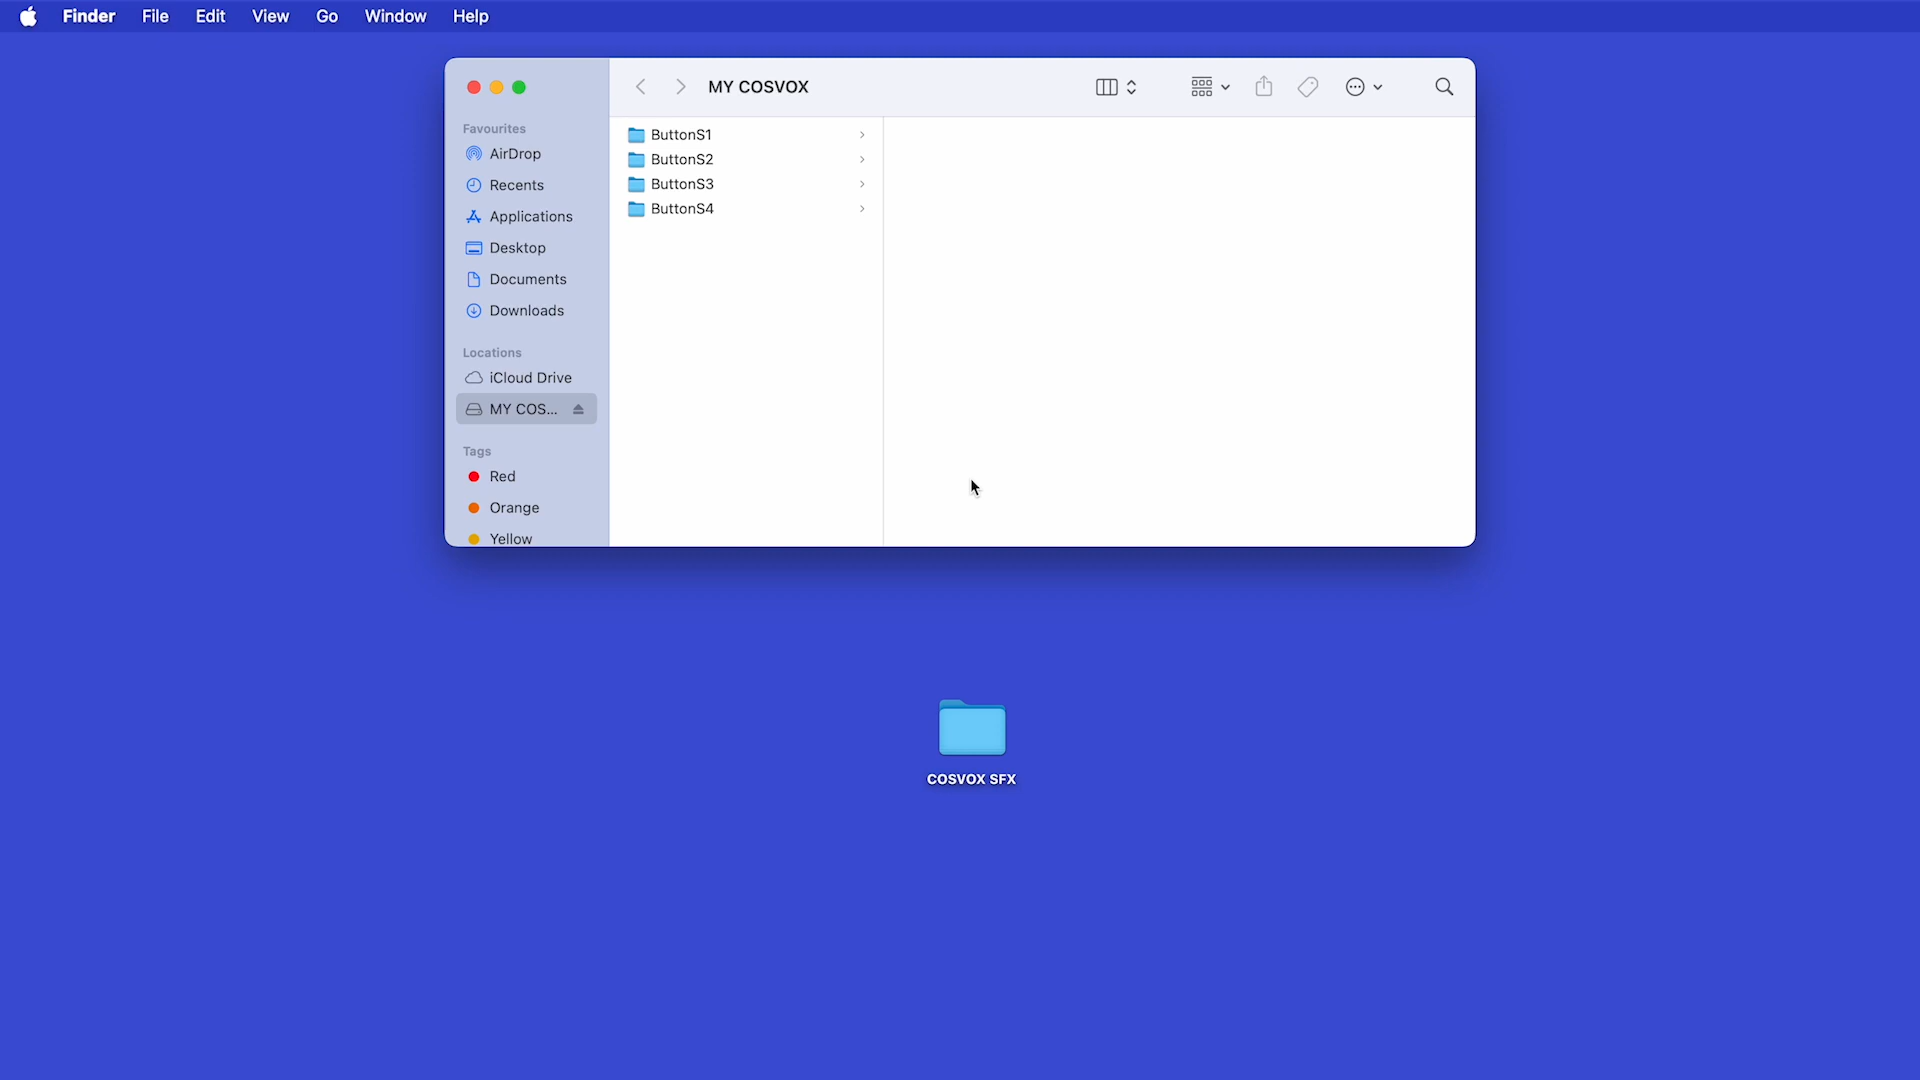 Finder File Edit View Go Window Help
MY COSVOX
Favourites
AirDrop
Recents
Applications
Desktop
Documents
Downloads
Locations
iCloud Drive
MY COS...
Tags
Red
Orange
Yellow
ButtonS1
ButtonS2
ButtonS3
ButtonS4
COSVOX SFX